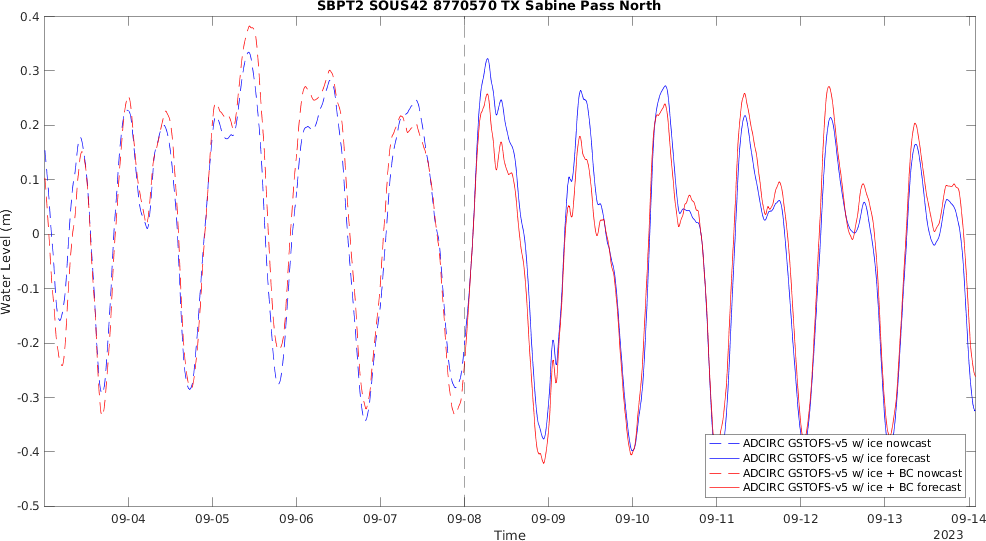 SBPT2 SOUS42 8770570 TX Sabine Pass North
Water Level (m)
0.4
0.3
0.2
0.1
0
-0.1
-0.2
-0.3
-0.4
-0.5
ADCIRC GSTOFS-v5 w/ ice nowcast
ADCIRC GSTOFS-v5 w/ ice forecast
ADCIRC GSTOFS-v5 w/ ice + BC nowcast
ADCIRC GSTOFS-v5 w/ ice + BC forecast
09-04 09-05 09-06 09-07 09-08 09-09 09-10 09-11 09-12 09-13 09-14
Time
2023